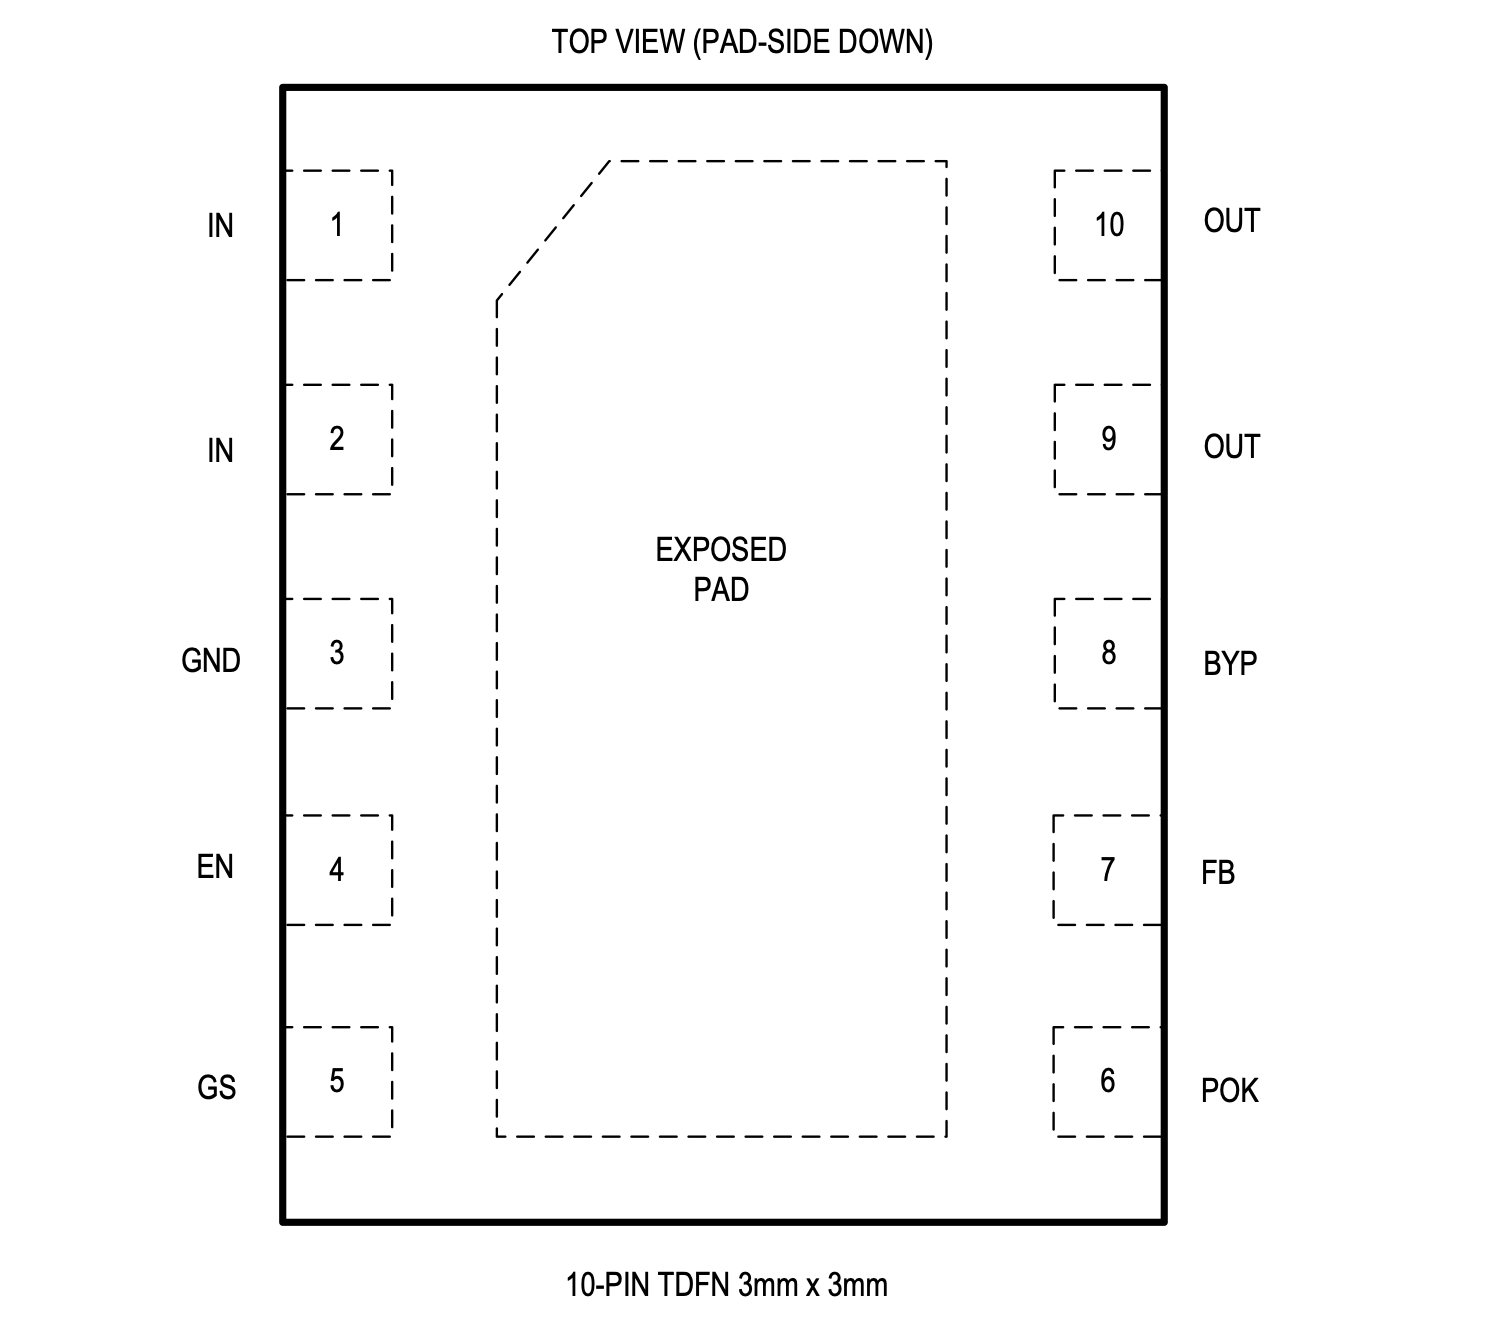 TOP VIEW (PAD-SIDE DOWN)
IN 1 10 OUT
IN 2 9 OUT
EXPOSED
PAD
GND 3 8 BYP
EN 4 7 FB
GS 5 6 POK
10-PIN TDFN 3mm x 3mm